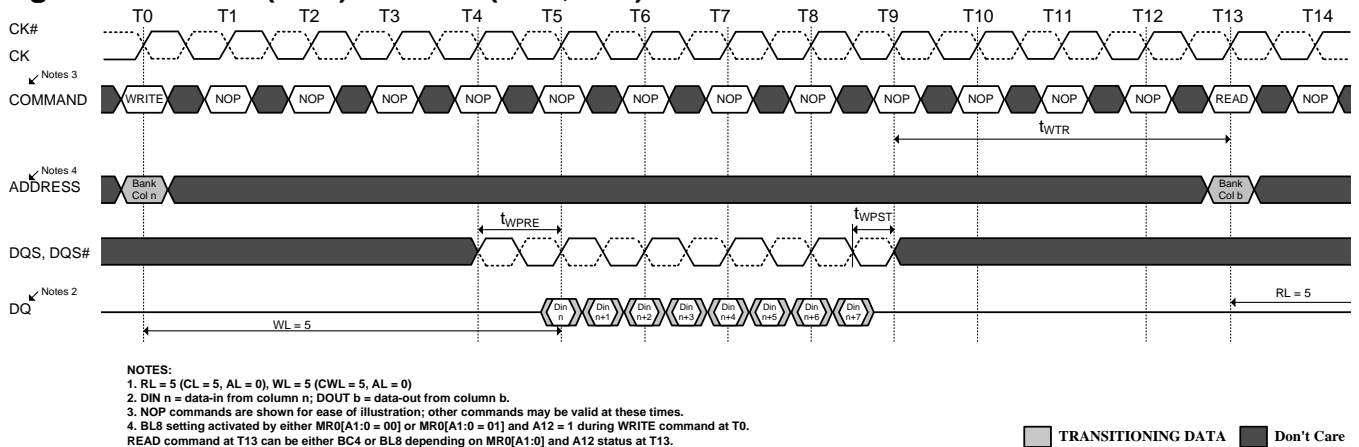 T0 T1 T2 T3 T4 T5 T6 T7 T8 T9 T10 T11 T12 T13 T14
CK#
CK
Notes 3
COMMAND WRITE NOP NOP NOP NOP NOP NOP NOP NOP NOP NOP NOP NOP READ NOP
tWTR
Notes 4
ADDRESS
Bank
Col n
Bank
Col b
tWPRE tWPST
DQS, DQS#
Notes 2
DQ
Din
n
Din
n+1
Din
n+2
Din
n+3
Din
n+4
Din
n+5
Din
n+6
Din
n+7
RL = 5
WL = 5
NOTES:
1. RL = 5 (CL = 5, AL = 0), WL = 5 (CWL = 5, AL = 0)
2. DIN n = data-in from column n; DOUT b = data-out from column b.
3. NOP commands are shown for ease of illustration; other commands may be valid at these times.
4. BL8 setting activated by either MR0[A1:0 = 00] or MR0[A1:0 = 01] and A12 = 1 during WRITE command at T0.
READ command at T13 can be either BC4 or BL8 depending on MR0[A1:0] and A12 status at T13.
TRANSITIONING DATA Don't Care